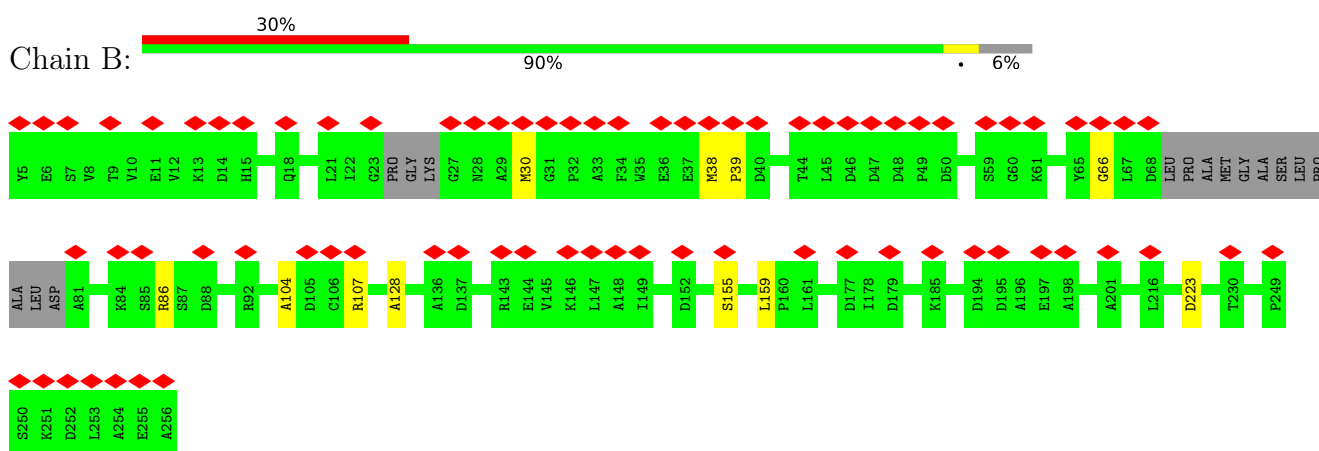 30%
Chain B:
90% • 6%
Y5 E6 S7 V8 T9 V10 E11 V12 K13 D14 H15 Q18 L21 I22 G23 PRO GLY LYS G27 N28 A29 M30 G31 P32 A33 F34 W35 E36 E37 M38 P39 D40 T44 L45 D46 D47 D48 P49 D50 S59 G60 K61 Y65 G66 L67 D68 LEU PRO ALA MET GLY ALA SER LEU PRO
ALA LEU ASP A81 K84 S85 R86 S87 D88 R92 A104 D105 C106 R107 A128 A136 D137 R143 E144 V145 K146 L147 A148 I149 D152 S155 L159 P160 L161 D177 I178 D179 K185 D194 D195 A196 E197 A198 A201 L216 D223 T230 P249
S250 K251 D252 L253 A254 E255 A256